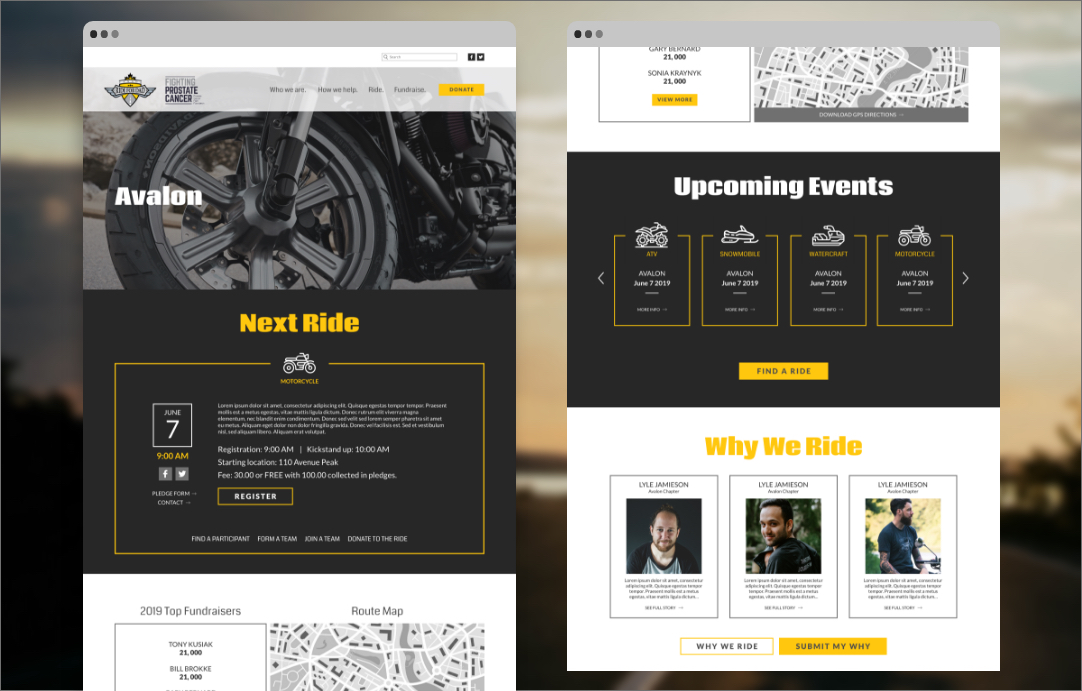 Search
FIGHTING
PROSTATE
CANCER
Who we are.
How we help.
Ride.
Fundraise.
DONATE
Avalon
Next Ride
MOTORCYCLE
JUNE
7
9:00 AM
PLEDGE FORM →
CONTACT →
Lorem ipsum dolor sit amet, consectetur adipiscing elit. Quisque egestas tempor tempor. Praesent
mollis est a metus egestas, vitae mattis ligula dictum. Donec rutrum elit viverra magna
elementum, nec blandit enim condimentum. Donec sed velit sed lorem semper pharetra sit amet
eu metus. Aliquam eget dolor non dolor fringilla gravida. Donec vel facilisis est. Sed et vestibulum
nisi, sed aliquam libero. Aliquam erat volutpat.
Registration: 9:00 AM | Kickstand up: 10:00 AM
Starting location: 110 Avenue Peak
Fee: 30.00 or FREE with 100.00 collected in pledges.
REGISTER
FIND A PARTICIPANT FORM A TEAM JOIN A TEAM DONATE TO THE RIDE
2019 Top Fundraisers
TONY KUSIAK
21, 000
BILL BROKKE
21, 000
GARY BERNARD
Route Map
GARY BERNARD
21, 000
SONIA KRAYNYK
21, 000
VIEW MORE
DOWNLOAD GPS DIRECTIONS →
Upcoming Events
ATV
AVALON
June 7 2019
MORE INFO →
SNOWMOBILE
AVALON
June 7 2019
MORE INFO →
WATERCRAFT
AVALON
June 7 2019
MORE INFO →
MOTORCYCLE
AVALON
June 7 2019
MORE INFO →
FIND A RIDE
Why We Ride
LYLE JAMIESON
Avalon Chapter
Lorem ipsum dolor sit amet, consectetur
adipiscing elit. Quisque egestas tempor
tempor. Praesent mollis est a metus
egestas, vitae mattis ligula dictum...
SEE FULL STORY →
LYLE JAMIESON
Avalon Chapter
Lorem ipsum dolor sit amet, consectetur
adipiscing elit. Quisque egestas tempor
tempor. Praesent mollis est a metus
egestas, vitae mattis ligula dictum...
SEE FULL STORY →
LYLE JAMIESON
Avalon Chapter
Lorem ipsum dolor sit amet, consectetur
adipiscing elit. Quisque egestas tempor
tempor. Praesent mollis est a metus
egestas, vitae mattis ligula dictum...
SEE FULL STORY →
WHY WE RIDE
SUBMIT MY WHY